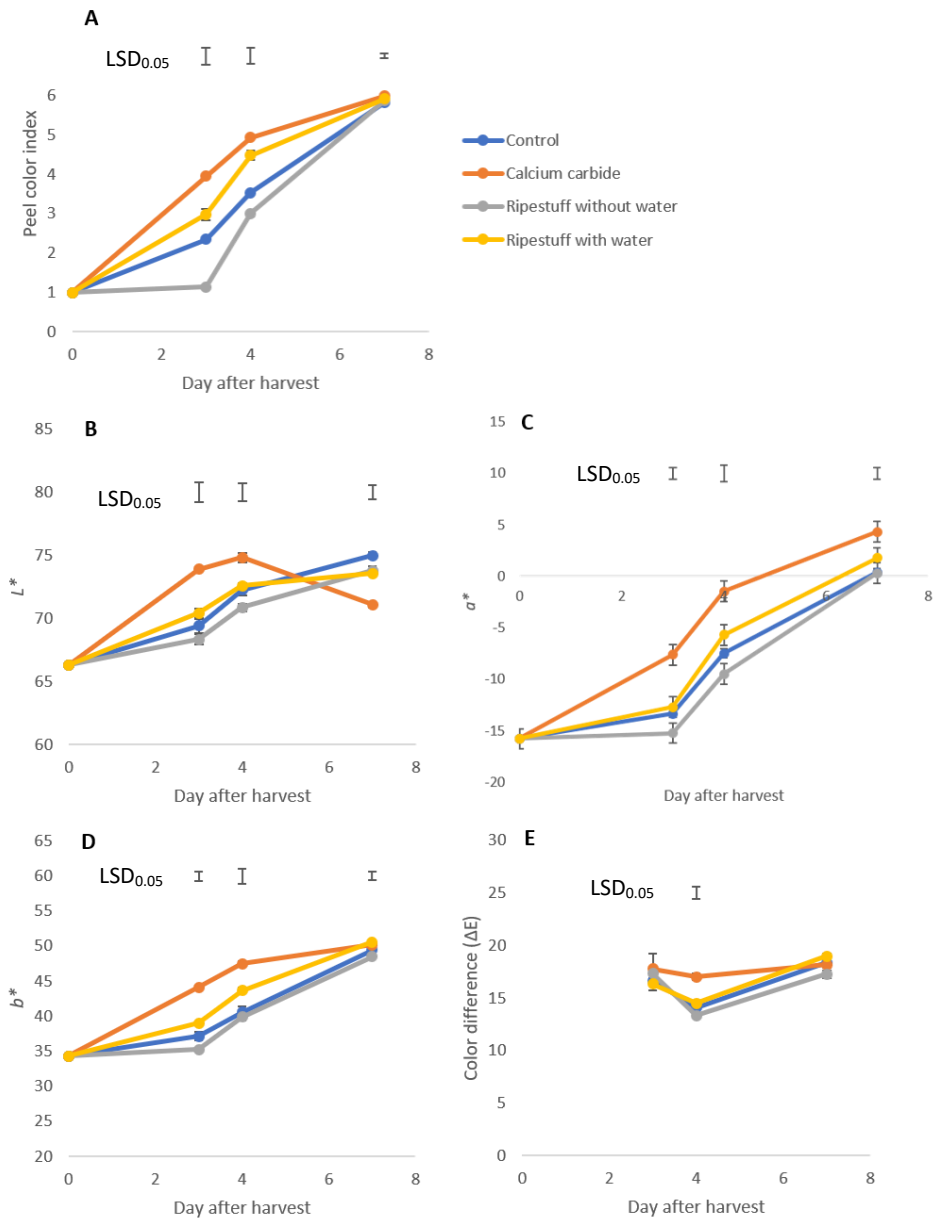 A
LSD0.05
6
5
4
3
2
1
0
Peel color index
0 2 4 6 8
Day after harvest
Control
Calcium carbide
Ripestuff without water
Ripestuff with water
B
LSD0.05
85
80
75
70
65
60
L*
0 2 4 6 8
Day after harvest
C
LSD0.05
15
10
5
0
-5
-10
-15
-20
a*
0 2 4 6 8
Day after harvest
D
LSD0.05
65
60
55
50
45
40
35
30
25
20
b*
0 2 4 6 8
Day after harvest
E
LSD0.05
30
25
20
15
10
5
0
Color difference (ΔE)
0 2 4 6 8
Day after harvest